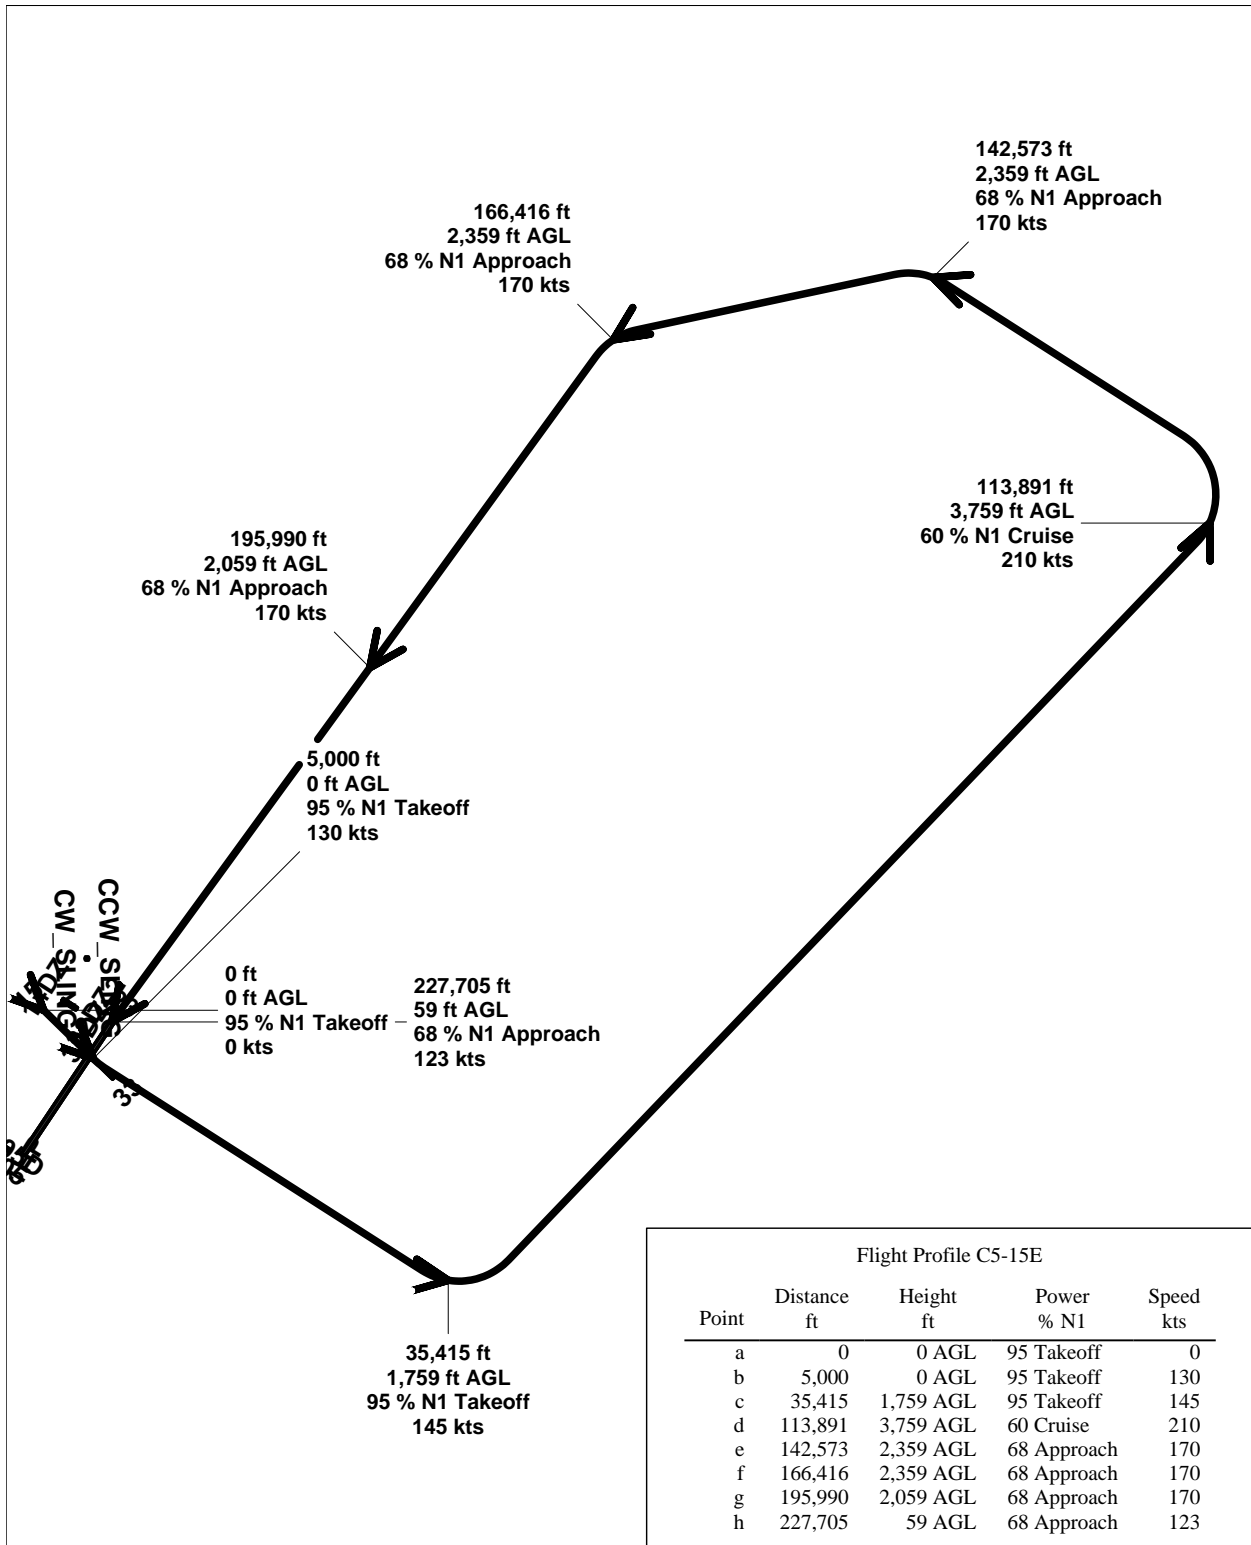 142,573 ft
2,359 ft AGL
68 % N1 Approach
170 kts
166,416 ft
2,359 ft AGL
68 % N1 Approach
170 kts
113,891 ft
3,759 ft AGL
60 % N1 Cruise
210 kts
195,990 ft
2,059 ft AGL
68 % N1 Approach
170 kts
5,000 ft
0 ft AGL
95 % N1 Takeoff
130 kts
0 ft
0 ft AGL
95 % N1 Takeoff
0 kts
227,705 ft
59 ft AGL
68 % N1 Approach
123 kts
35,415 ft
1,759 ft AGL
95 % N1 Takeoff
145 kts
Flight Profile C5-15E
Distance Height Power Speed
Point ft ft % N1 kts
a 0 0 AGL 95 Takeoff 0
b 5,000 0 AGL 95 Takeoff 130
c 35,415 1,759 AGL 95 Takeoff 145
d 113,891 3,759 AGL 60 Cruise 210
e 142,573 2,359 AGL 68 Approach 170
f 166,416 2,359 AGL 68 Approach 170
g 195,990 2,059 AGL 68 Approach 170
h 227,705 59 AGL 68 Approach 123